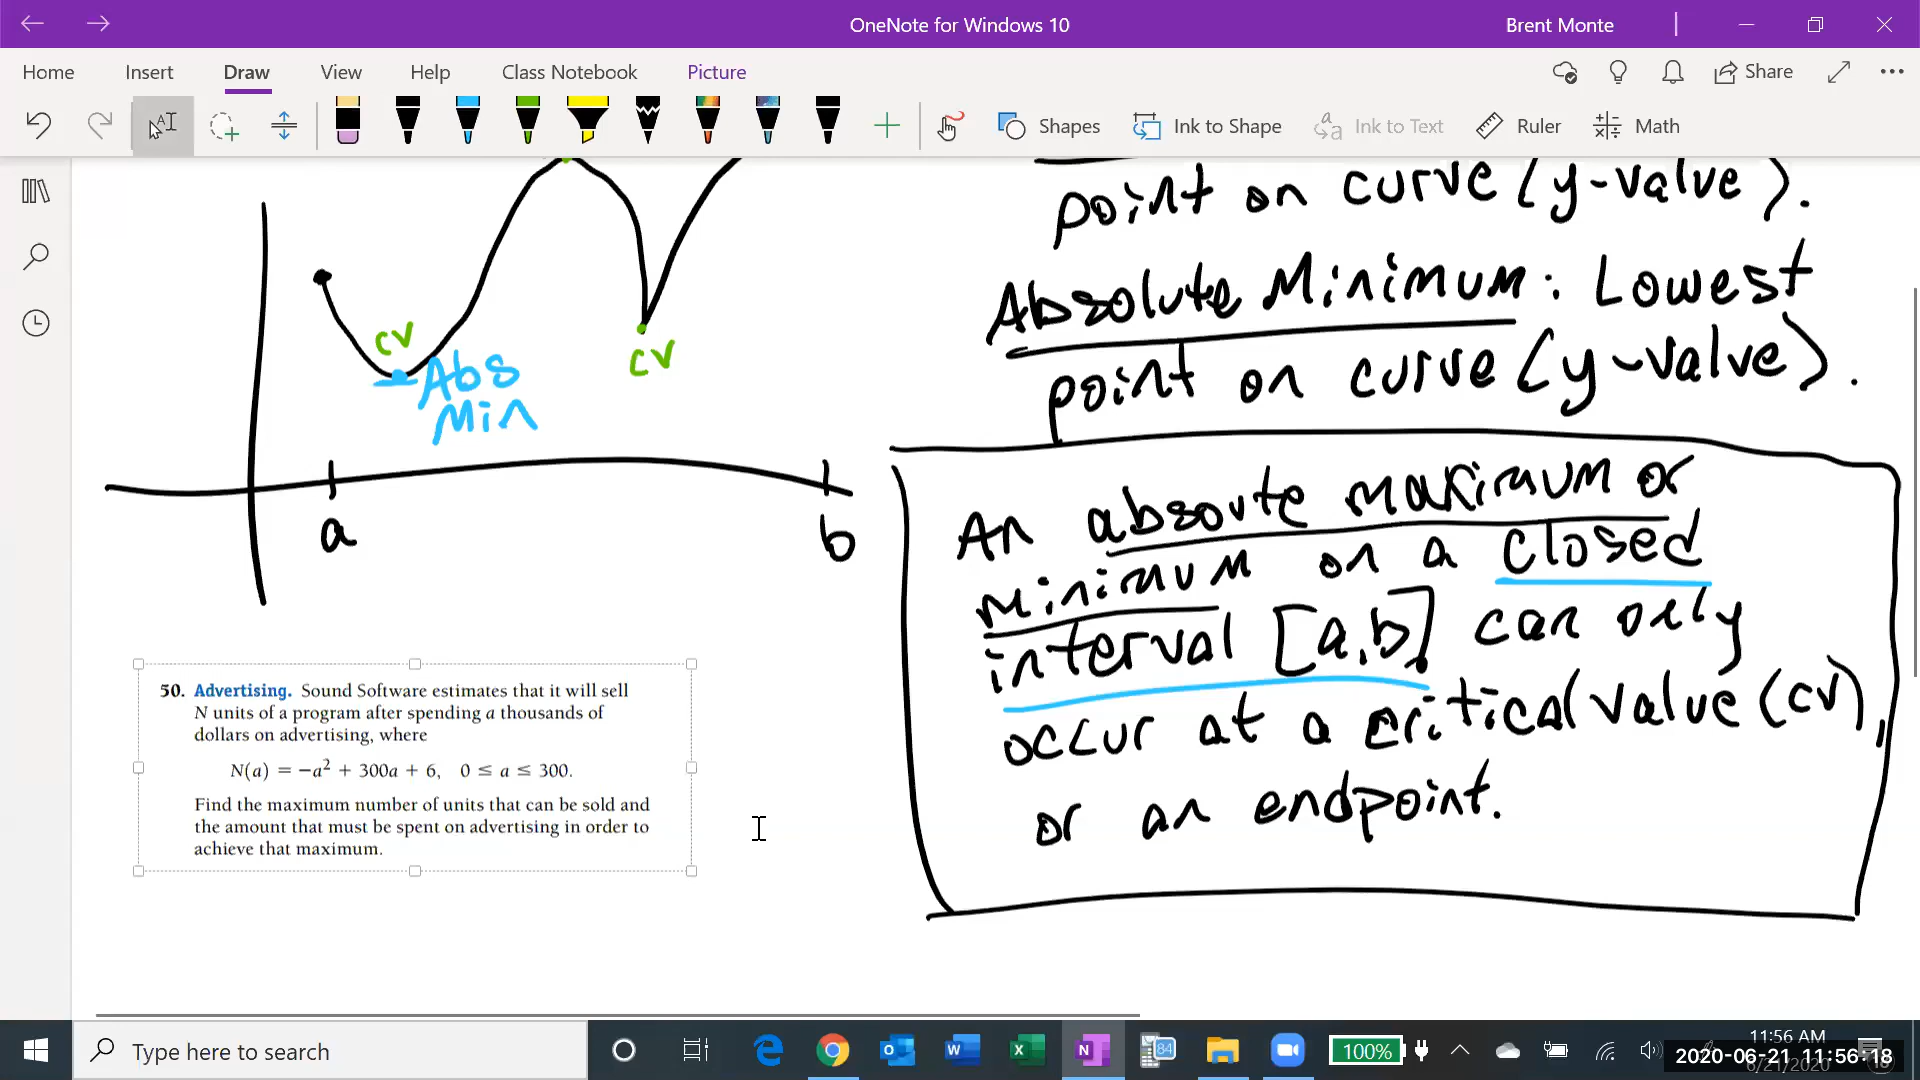 OneNote for Windows 10
Brent Monte
Home Insert Draw View Help Class Notebook Picture
Share
Shapes Ink to Shape Ink to Text Ruler Math
point on curve (y-value).
Absolute Minimum: Lowest
point on curve (y-value).
cv
cv
Abs
Min
a
b
An absoute maximum or
minimum on a closed
interval [a,b] can only
occur at a critical value (cv),
or an endpoint.
50. Advertising. Sound Software estimates that it will sell
N units of a program after spending a thousands of
dollars on advertising, where
N(a) = −a² + 300a + 6, 0 ≤ a ≤ 300.
Find the maximum number of units that can be sold and
the amount that must be spent on advertising in order to
achieve that maximum.
Type here to search
100%
11:56 AM
2020-06-21 11:56:18